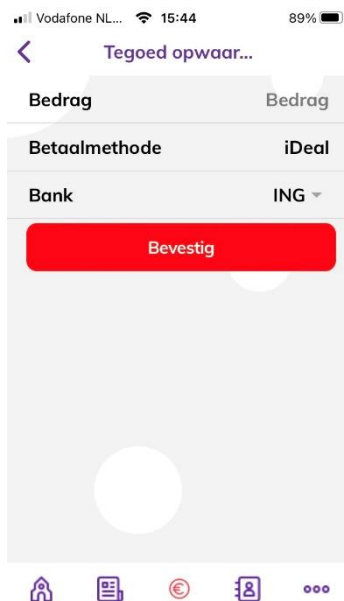 Vodafone NL... 15:44 89%
Tegoed opwaar...
Bedrag Bedrag
Betaalmethode iDeal
Bank ING
Bevestig